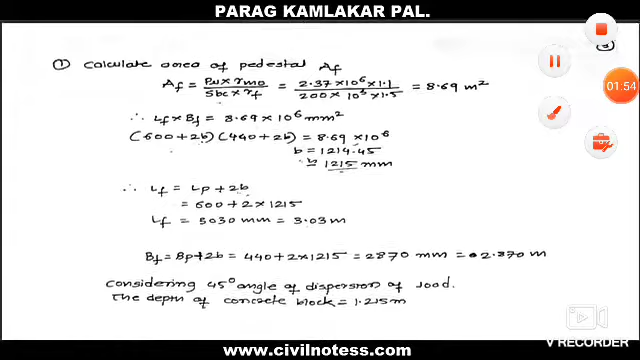 PARAG KAMLAKAR PAL.
① Calculate area of pedestal Af
Af = Pu × γmo / Sbc × γf = 2.37 × 10⁶ × 1.1 / 200 × 10³ × 1.5 = 8.69 m²
∴ Lf × Bf = 8.69 × 10⁶ mm²
(600 + 2b) (440 + 2b) = 8.69 × 10⁶
b = 1214.45
b ≈ 1215 mm
∴ Lf = Lp + 2b
= 600 + 2 × 1215
Lf = 3030 mm = 3.03 m
Bf = Bp + 2b = 440 + 2 × 1215 = 2870 mm = 2.870 m
Considering 45° angle of dispersion of load.
The depth of concrete block = 1.215 m
01:54
V RECORDER
www.civilnotess.com